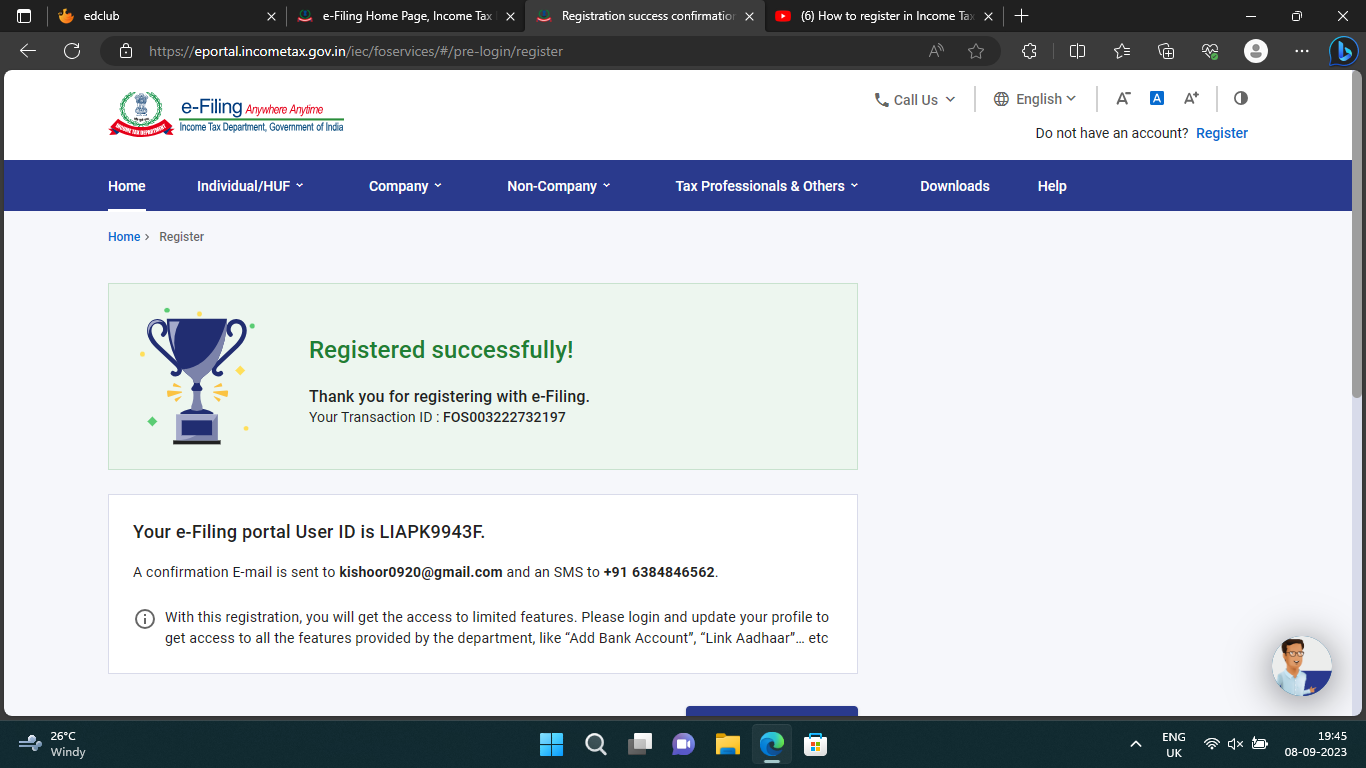 edclub
e-Filing Home Page, Income Tax
Registration success confirmation
(6) How to register in Income Tax
https://eportal.incometax.gov.in/iec/foservices/#/pre-login/register
e-Filing Anywhere Anytime
Income Tax Department, Government of India
INCOME TAX DEPARTMENT
Call Us
English
A-
A
A+
Do not have an account? Register
Home Individual/HUF Company Non-Company Tax Professionals & Others Downloads Help
Home > Register
Registered successfully!
Thank you for registering with e-Filing.
Your Transaction ID : FOS003222732197
Your e-Filing portal User ID is LIAPK9943F.
A confirmation E-mail is sent to kishoor0920@gmail.com and an SMS to +91 6384846562.
With this registration, you will get the access to limited features. Please login and update your profile to
get access to all the features provided by the department, like “Add Bank Account”, “Link Aadhaar”... etc
26°C
Windy
ENG
UK
19:45
08-09-2023